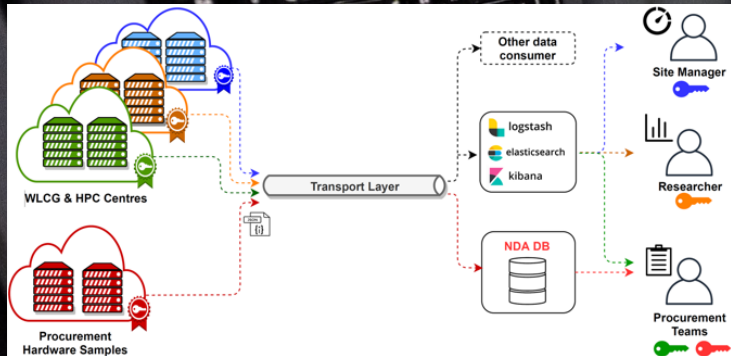 WLCG & HPC Centres
Procurement
Hardware Samples
JSON
{;}
Transport Layer
Other data
consumer
logstash
elasticsearch
kibana
NDA DB
Site Manager
Researcher
Procurement
Teams